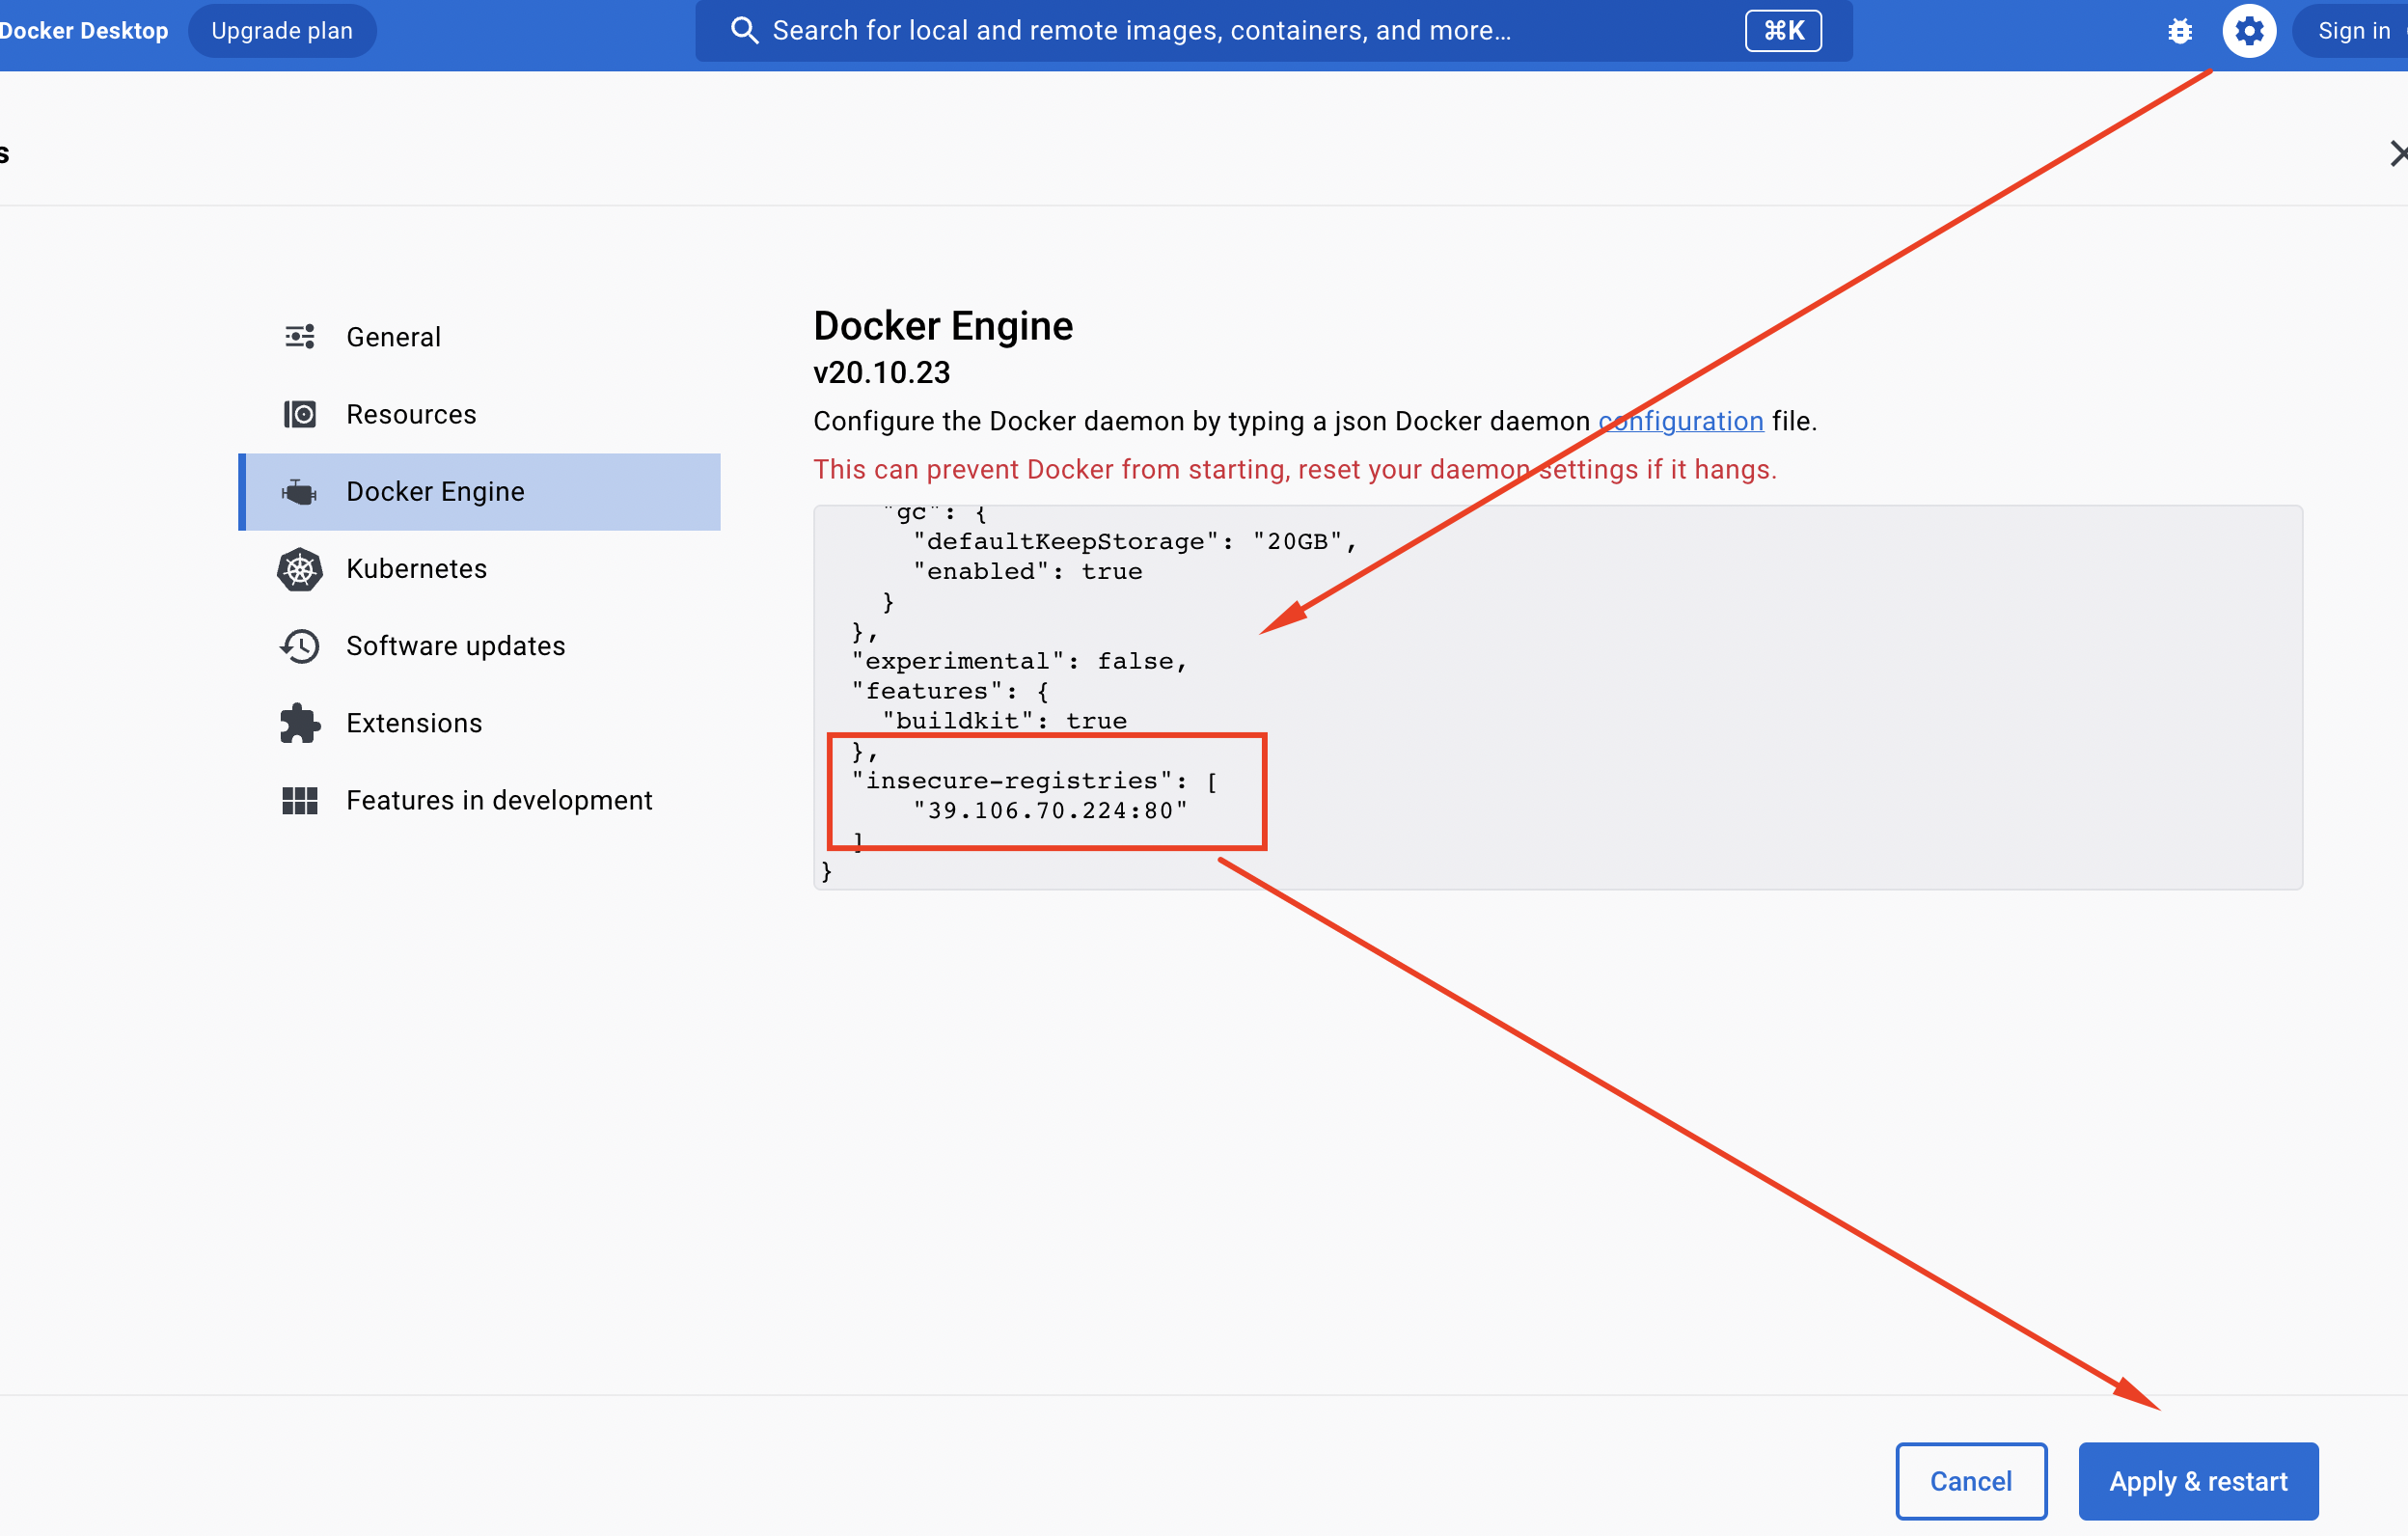 Docker Desktop
Upgrade plan
Search for local and remote images, containers, and more...
⌘K
Sign in
s
General
Resources
Docker Engine
Kubernetes
Software updates
Extensions
Features in development
Docker Engine
v20.10.23
Configure the Docker daemon by typing a json Docker daemon configuration file.
This can prevent Docker from starting, reset your daemon settings if it hangs.
"gc": {
"defaultKeepStorage": "20GB",
"enabled": true
}
},
"experimental": false,
"features": {
"buildkit": true
},
"insecure-registries": [
"39.106.70.224:80"
]
}
Cancel
Apply & restart